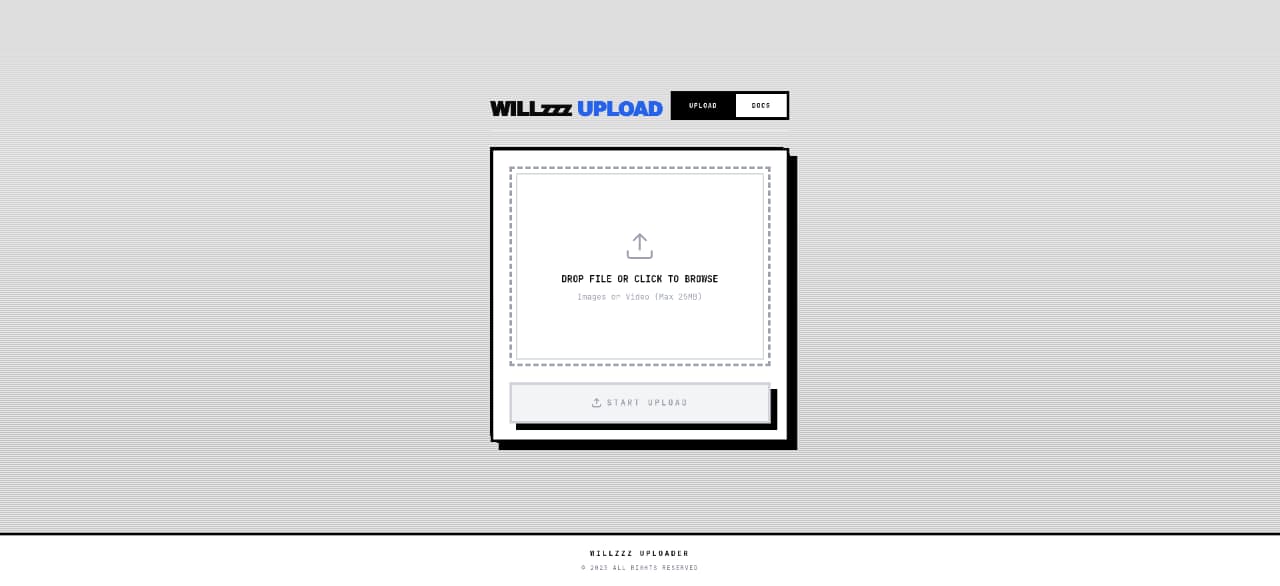 WILLzzz UPLOAD
UPLOAD
DOCS
DROP FILE OR CLICK TO BROWSE
Images or Video (Max 25MB)
START UPLOAD
WILLZZZ UPLOADER
© 2023 ALL RIGHTS RESERVED